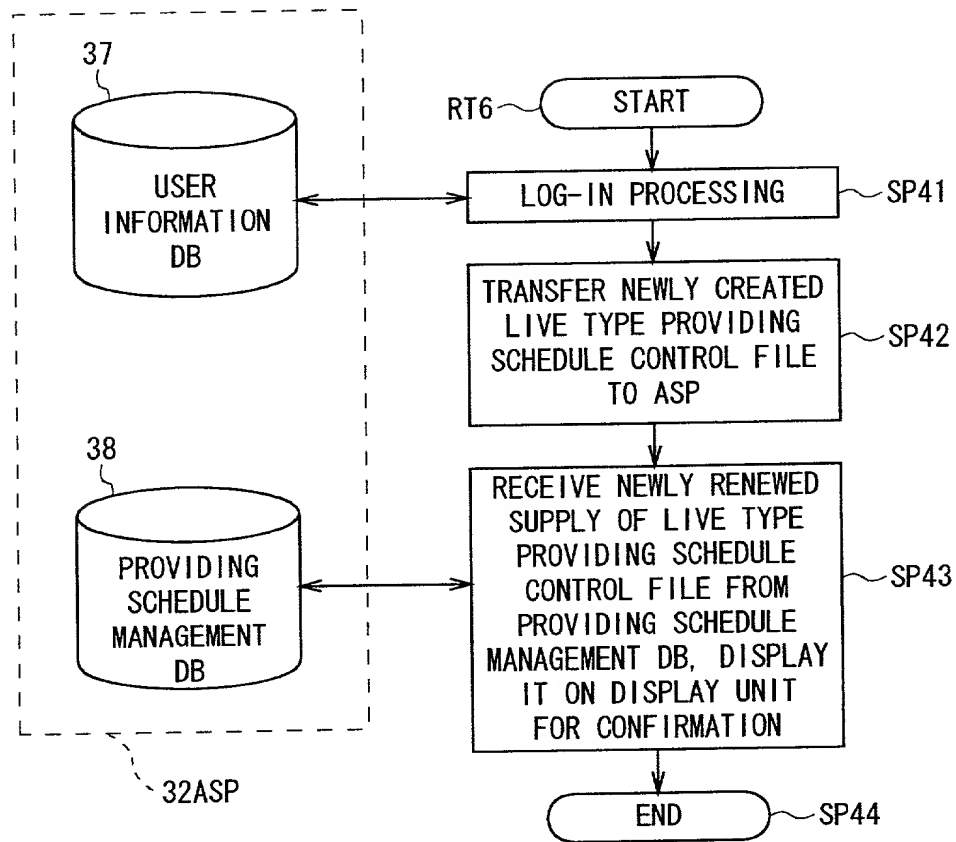 37
USER
INFORMATION
DB
38
PROVIDING
SCHEDULE
MANAGEMENT
DB
32ASP
RT6
START
LOG-IN PROCESSING
SP41
TRANSFER NEWLY CREATED
LIVE TYPE PROVIDING
SCHEDULE CONTROL FILE
TO ASP
SP42
RECEIVE NEWLY RENEWED
SUPPLY OF LIVE TYPE
PROVIDING SCHEDULE
CONTROL FILE FROM
PROVIDING SCHEDULE
MANAGEMENT DB, DISPLAY
IT ON DISPLAY UNIT
FOR CONFIRMATION
SP43
END
SP44